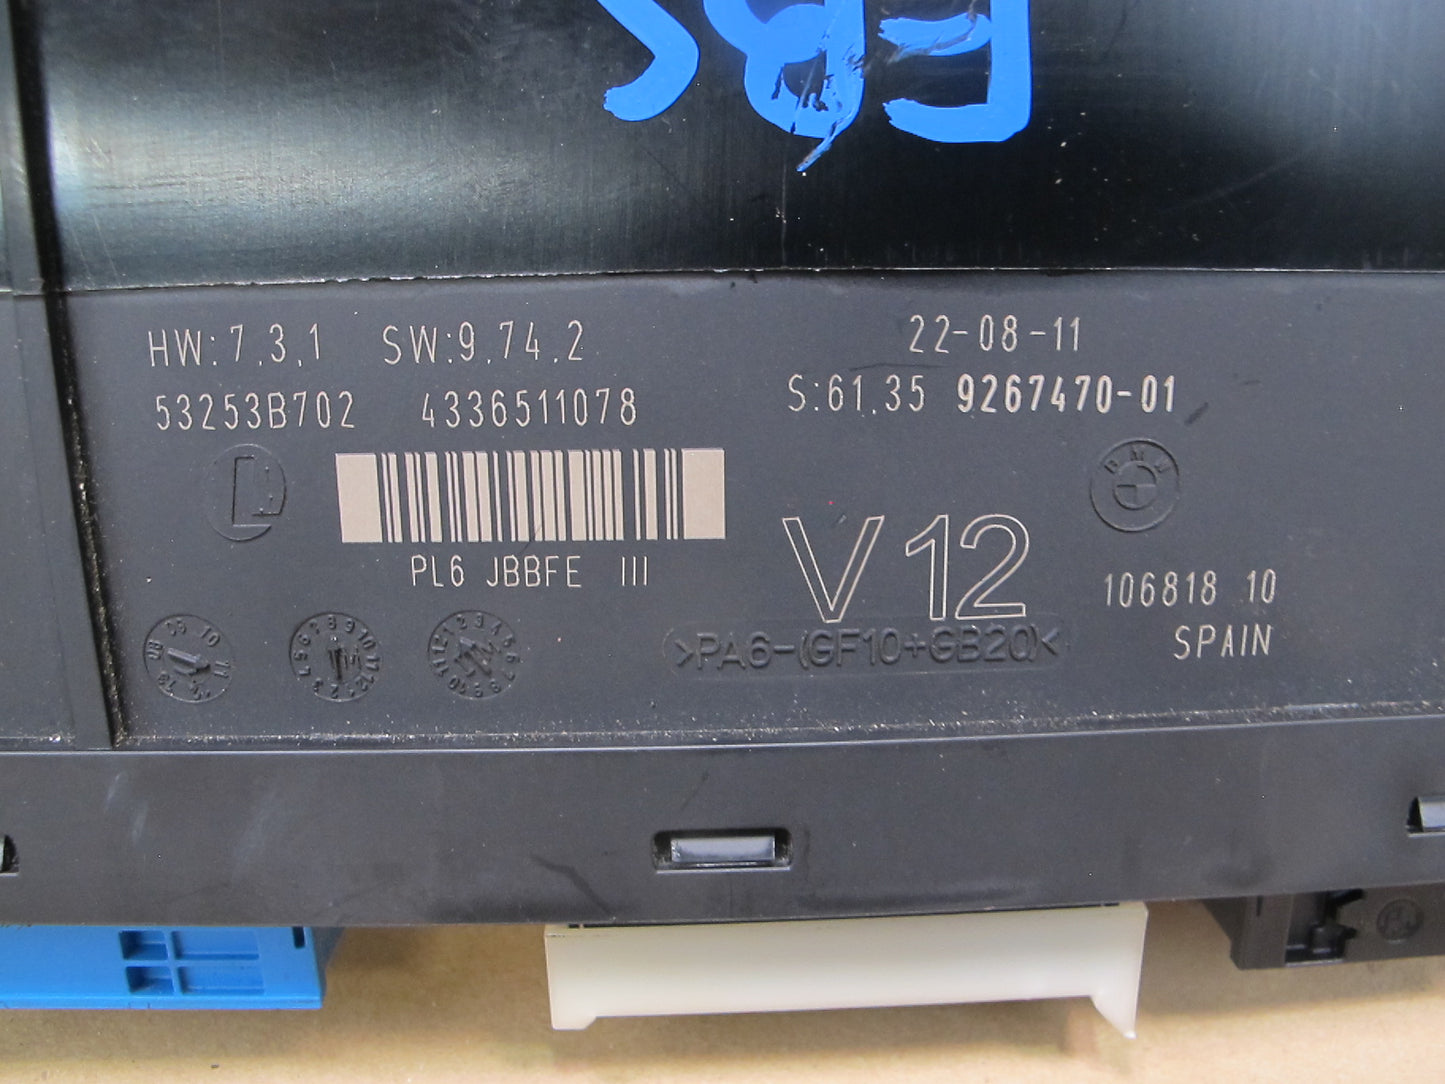 HW:7.3.1 SW:9.74.2
22-08-11
53253B702 4336511078
S:61.35 9267470-01
BMW
PL6 JBBFE III
V12
106818 10
SPAIN
>PA6-(GF10+GB20)<